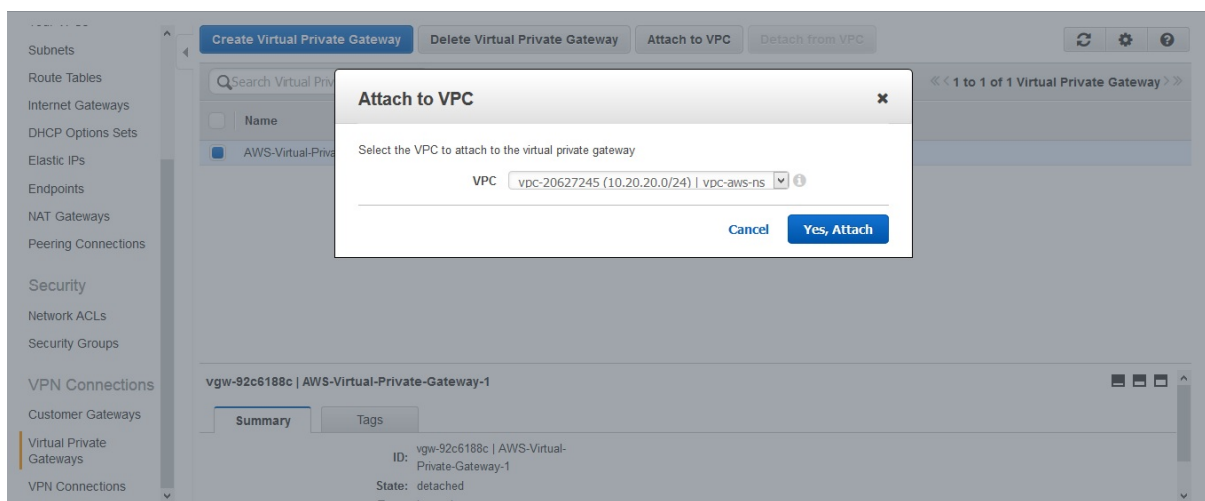 Subnets
Route Tables
Internet Gateways
DHCP Options Sets
Elastic IPs
Endpoints
NAT Gateways
Peering Connections
Security
Network ACLs
Security Groups
VPN Connections
Customer Gateways
Virtual Private
Gateways
VPN Connections
Create Virtual Private Gateway Delete Virtual Private Gateway Attach to VPC Detach from VPC
Search Virtual Priv
1 to 1 of 1 Virtual Private Gateway
Name
AWS-Virtual-Priva
Attach to VPC
Select the VPC to attach to the virtual private gateway
VPC vpc-20627245 (10.20.20.0/24) | vpc-aws-ns
Cancel Yes, Attach
vgw-92c6188c | AWS-Virtual-Private-Gateway-1
Summary Tags
ID: vgw-92c6188c | AWS-Virtual-
Private-Gateway-1
State: detached